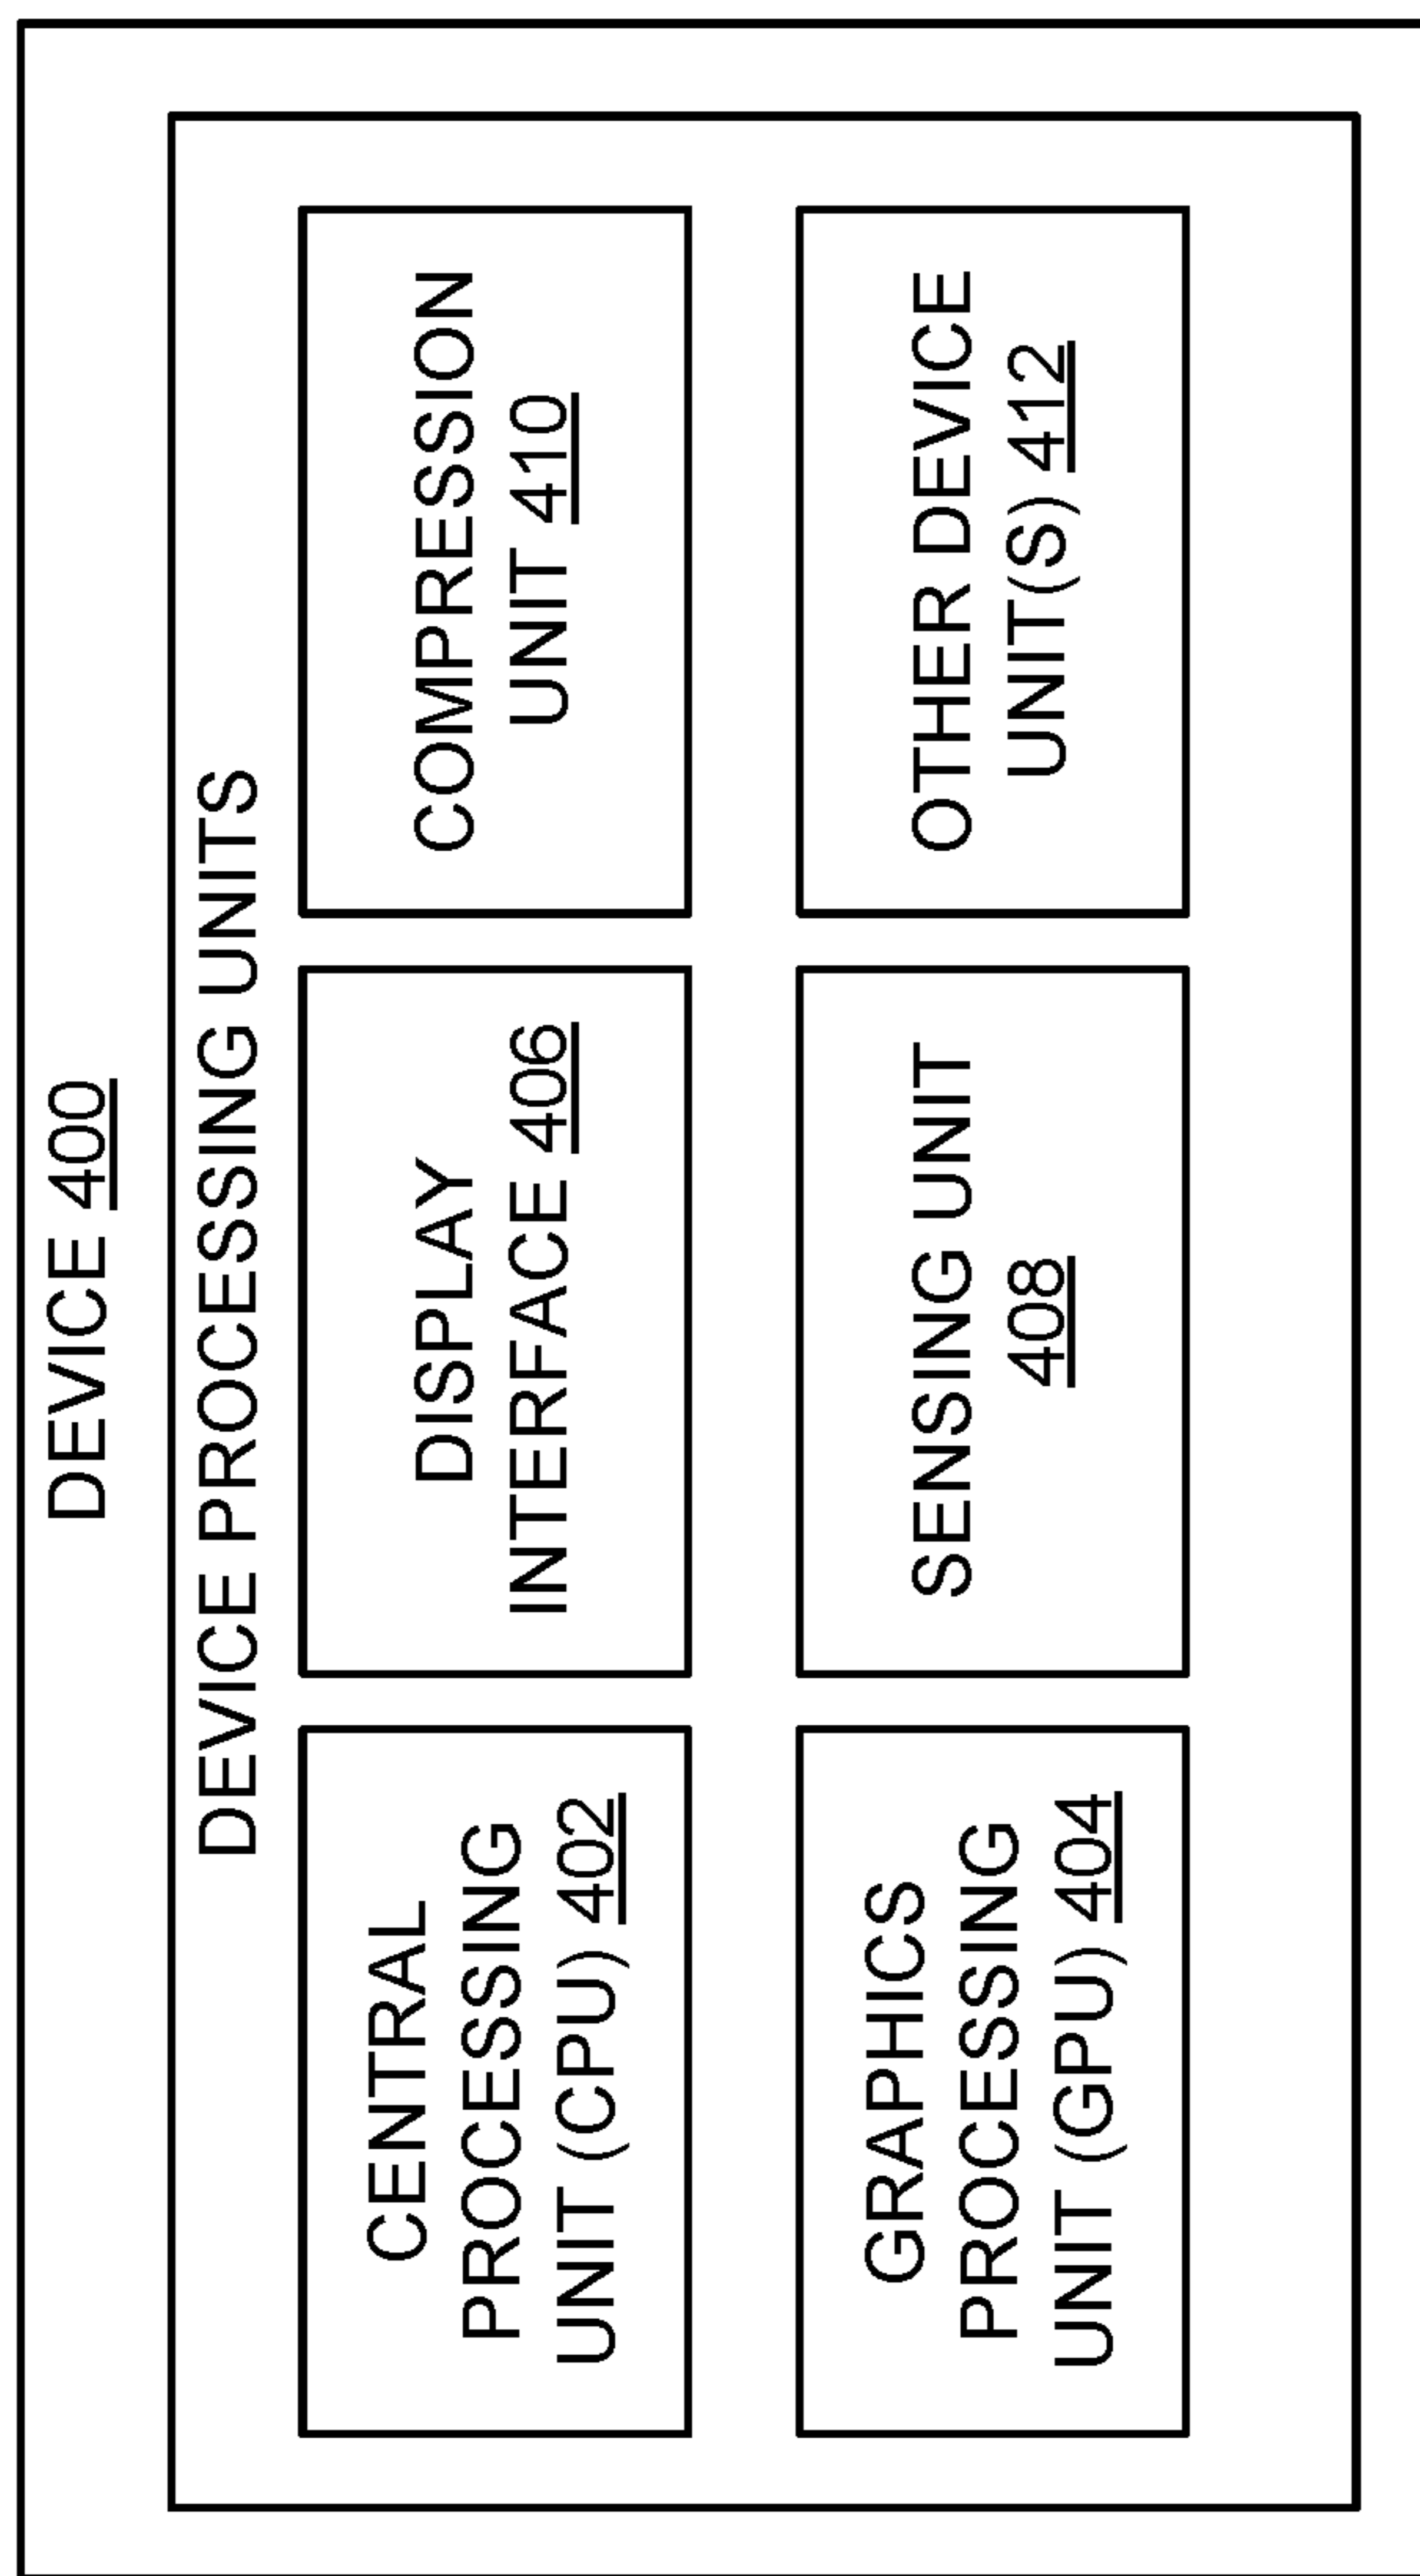 DEVICE 400
DEVICE PROCESSING UNITS
CENTRAL
PROCESSING
UNIT (CPU) 402
DISPLAY
INTERFACE 406
COMPRESSION
UNIT 410
GRAPHICS
PROCESSING
UNIT (GPU) 404
SENSING UNIT
408
OTHER DEVICE
UNIT(S) 412